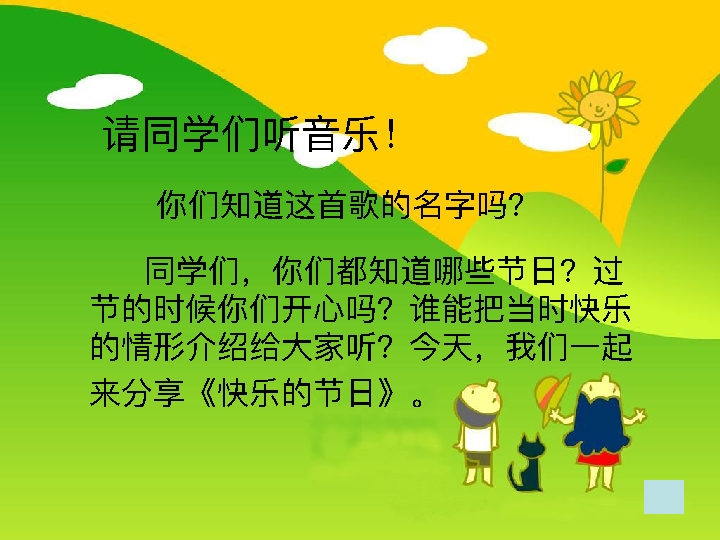 请同学们听音乐！
你们知道这首歌的名字吗？
同学们，你们都知道哪些节日？过
节的时候你们开心吗？谁能把当时快乐
的情形介绍给大家听？今天，我们一起
来分享《快乐的节日》。